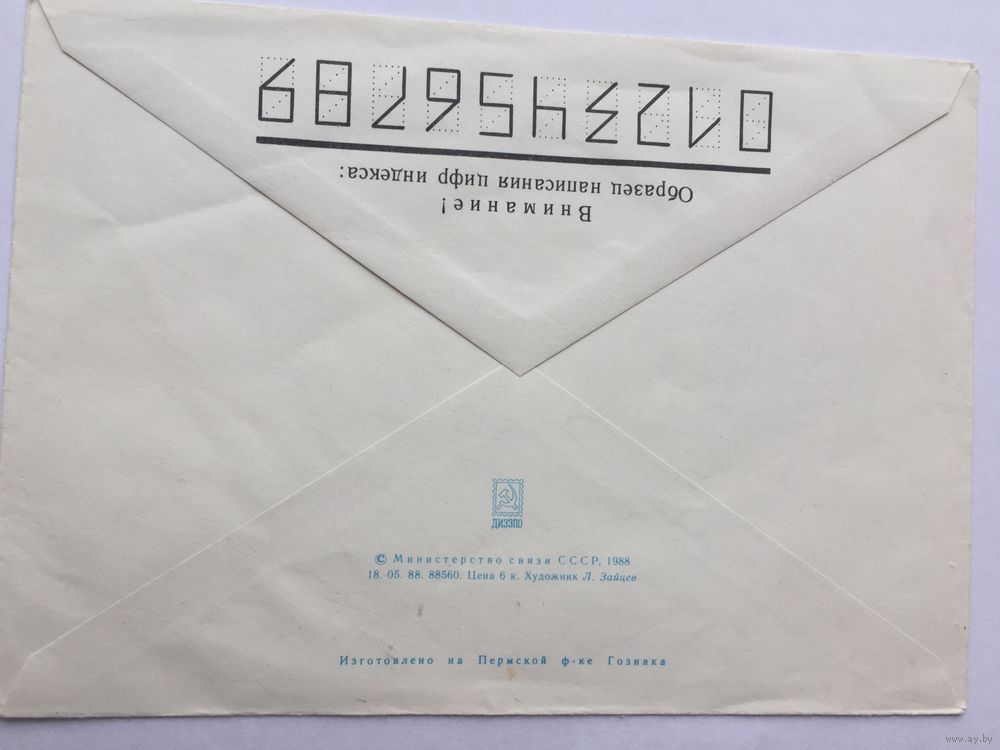 Внимание!
Образец написания цифр индекса:
0123456789
ДИЭЗПО
© Министерство связи СССР, 1988
18. 05. 88. 88560. Цена 6 к. Художник Л. Зайцев
Изготовлено на Пермской ф-ке Гознака
www.ay.by